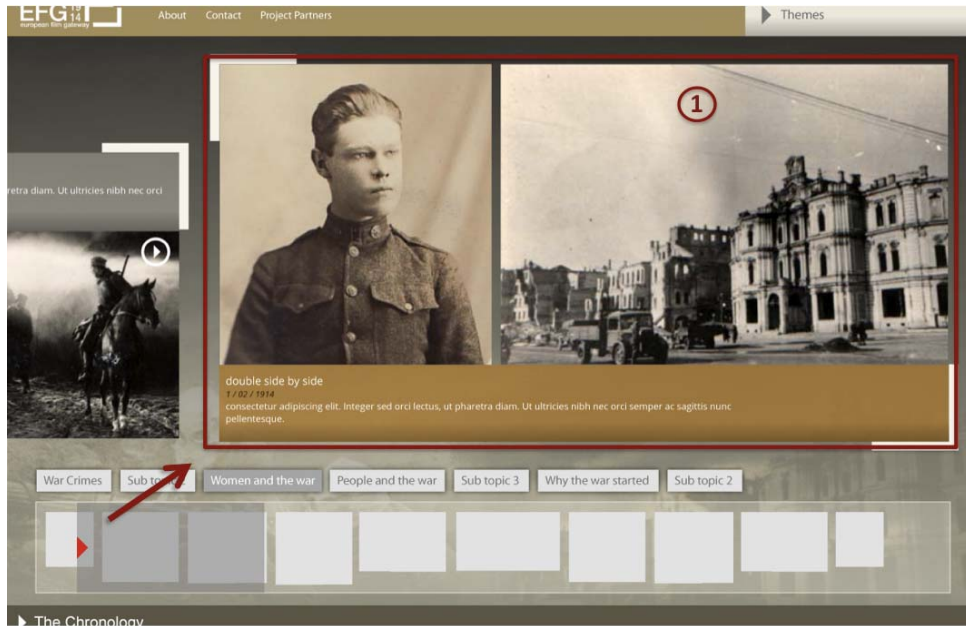 EFG 19
14
european film gateway
About Contact Project Partners
Themes
1
retra diam. Ut ultricies nibh nec orci
double side by side
1 / 02 / 1914
consectetur adipiscing elit. Integer sed orci lectus, ut pharetra diam. Ut ultricies nibh nec orci semper ac sagittis nunc
pellentesque.
War Crimes Sub Women and the war People and the war Sub topic 3 Why the war started Sub topic 2
The Chronology